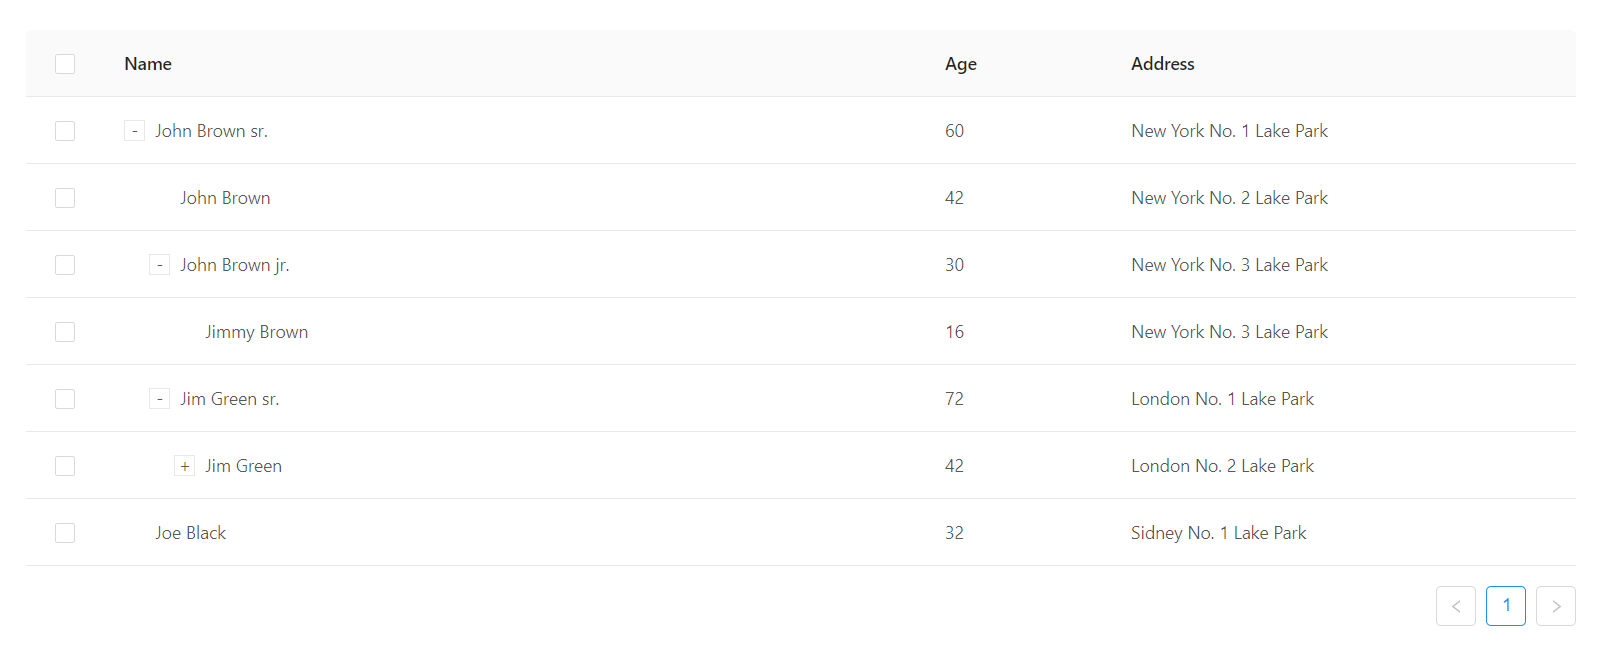 Name Age Address
- John Brown sr. 60 New York No. 1 Lake Park
John Brown 42 New York No. 2 Lake Park
- John Brown jr. 30 New York No. 3 Lake Park
Jimmy Brown 16 New York No. 3 Lake Park
- Jim Green sr. 72 London No. 1 Lake Park
+ Jim Green 42 London No. 2 Lake Park
Joe Black 32 Sidney No. 1 Lake Park
< 1 >